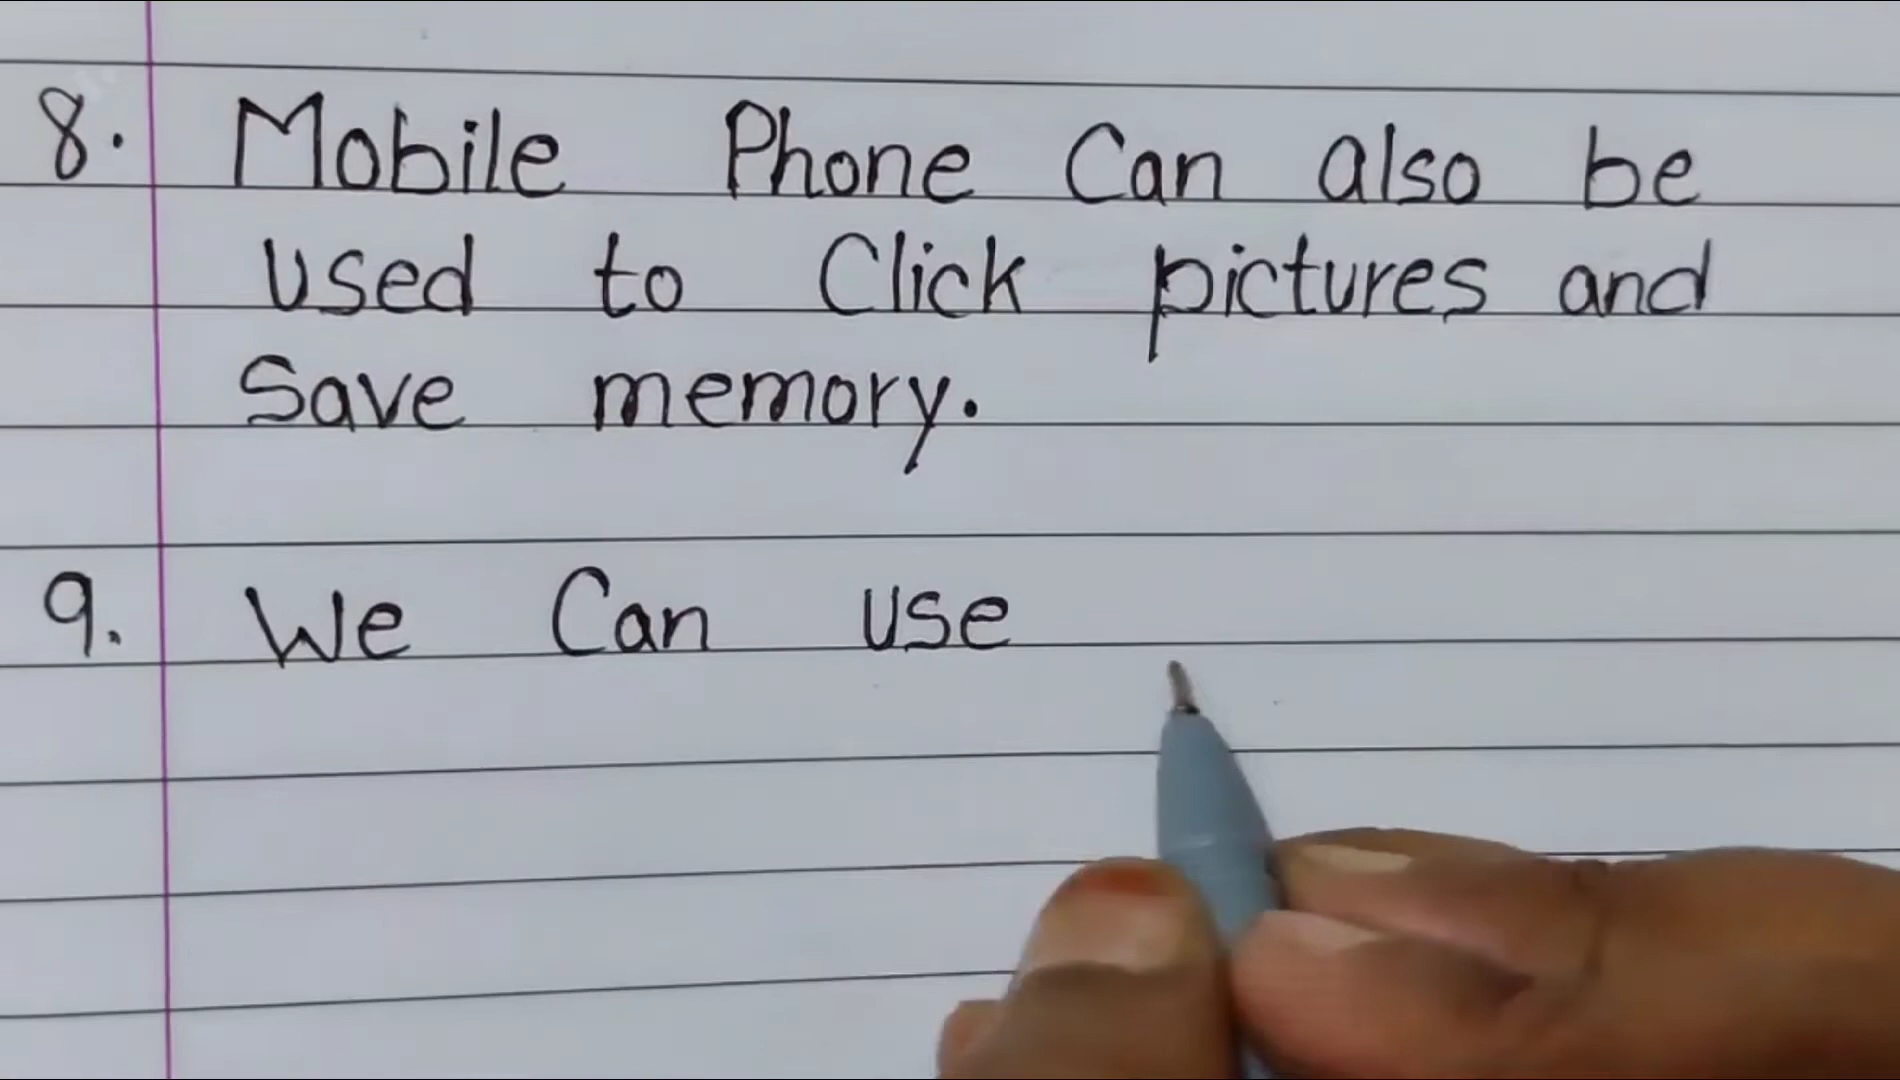 8. Mobile Phone Can also be
used to Click pictures and
Save memory.
9. We Can use